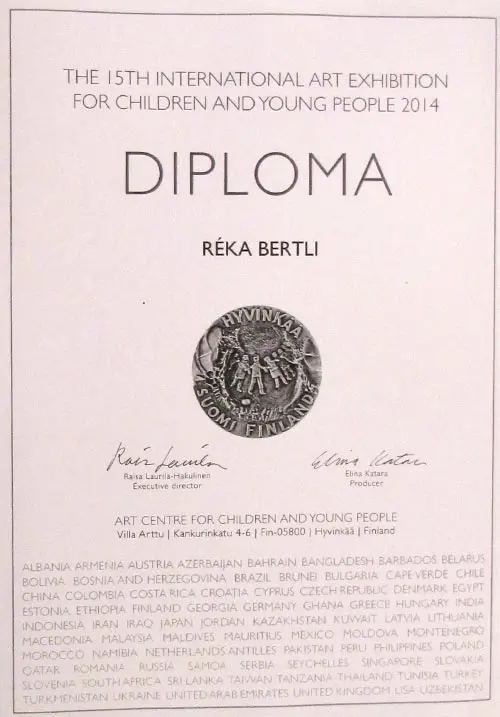 THE 15TH INTERNATIONAL ART EXHIBITION
FOR CHILDREN AND YOUNG PEOPLE 2014
DIPLOMA
RÉKA BERTLI
HYVINKÄÄ
SUOMI FINLAND
Raisa Laurila-Hakulinen
Executive director
Elina Katara
Producer
ART CENTRE FOR CHILDREN AND YOUNG PEOPLE
Villa Arttu | Kankurinkatu 4-6 | Fin-05800 | Hyvinkää | Finland
ALBANIA ARMENIA AUSTRIA AZERBAIJAN BAHRAIN BANGLADESH BARBADOS BELARUS
BOLIVIA BOSNIA AND HERZEGOVINA BRAZIL BRUNEI BULGARIA CAPE VERDE CHILE
CHINA COLOMBIA COSTA RICA CROATIA CYPRUS CZECH REPUBLIC DENMARK EGYPT
ESTONIA ETHIOPIA FINLAND GEORGIA GERMANY GHANA GREECE HUNGARY INDIA
INDONESIA IRAN IRAQ JAPAN JORDAN KAZAKHSTAN KUWAIT LATVIA LITHUANIA
MACEDONIA MALAYSIA MALDIVES MAURITIUS MEXICO MOLDOVA MONTENEGRO
MOROCCO NAMIBIA NETHERLANDS ANTILLES PAKISTAN PERU PHILIPPINES POLAND
QATAR ROMANIA RUSSIA SAMOA SERBIA SEYCHELLES SINGAPORE SLOVAKIA
SLOVENIA SOUTH AFRICA SRI LANKA TAIWAN TANZANIA THAILAND TUNISIA TURKEY
TURKMENISTAN UKRAINE UNITED ARAB EMIRATES UNITED KINGDOM USA UZBEKISTAN